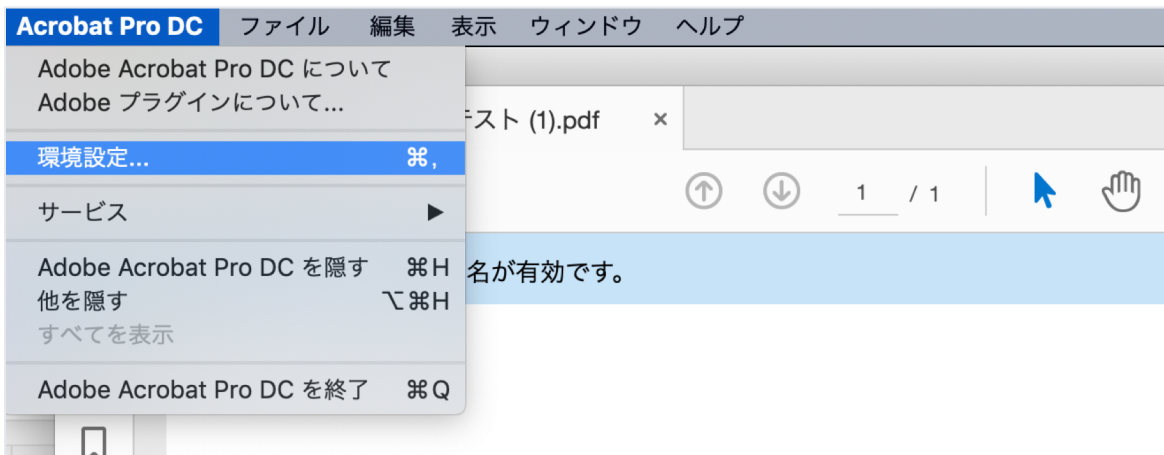 Acrobat Pro DC ファイル 編集 表示 ウィンドウ ヘルプ
Adobe Acrobat Pro DC について
Adobe プラグインについて...
環境設定... ⌘,
サービス ▶
Adobe Acrobat Pro DC を隠す ⌘H
他を隠す ⌥⌘H
すべてを表示
Adobe Acrobat Pro DC を終了 ⌘Q
スト (1).pdf ×
1 / 1
名が有効です。